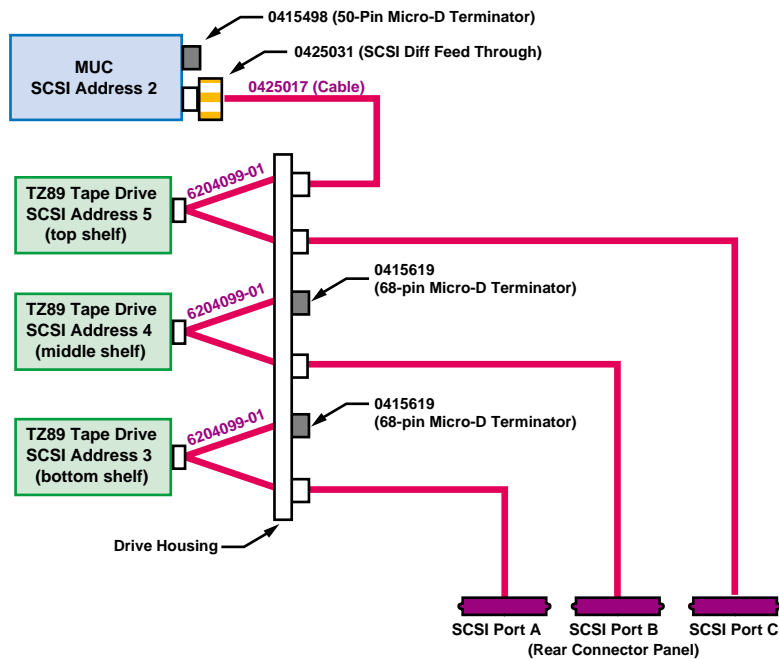 0415498 (50-Pin Micro-D Terminator)
0425031 (SCSI Diff Feed Through)
MUC
SCSI Address 2
0425017 (Cable)
TZ89 Tape Drive
SCSI Address 5
(top shelf)
6204099-01
TZ89 Tape Drive
SCSI Address 4
(middle shelf)
6204099-01
0415619
(68-pin Micro-D Terminator)
TZ89 Tape Drive
SCSI Address 3
(bottom shelf)
6204099-01
0415619
(68-pin Micro-D Terminator)
Drive Housing
SCSI Port A
SCSI Port B
SCSI Port C
(Rear Connector Panel)